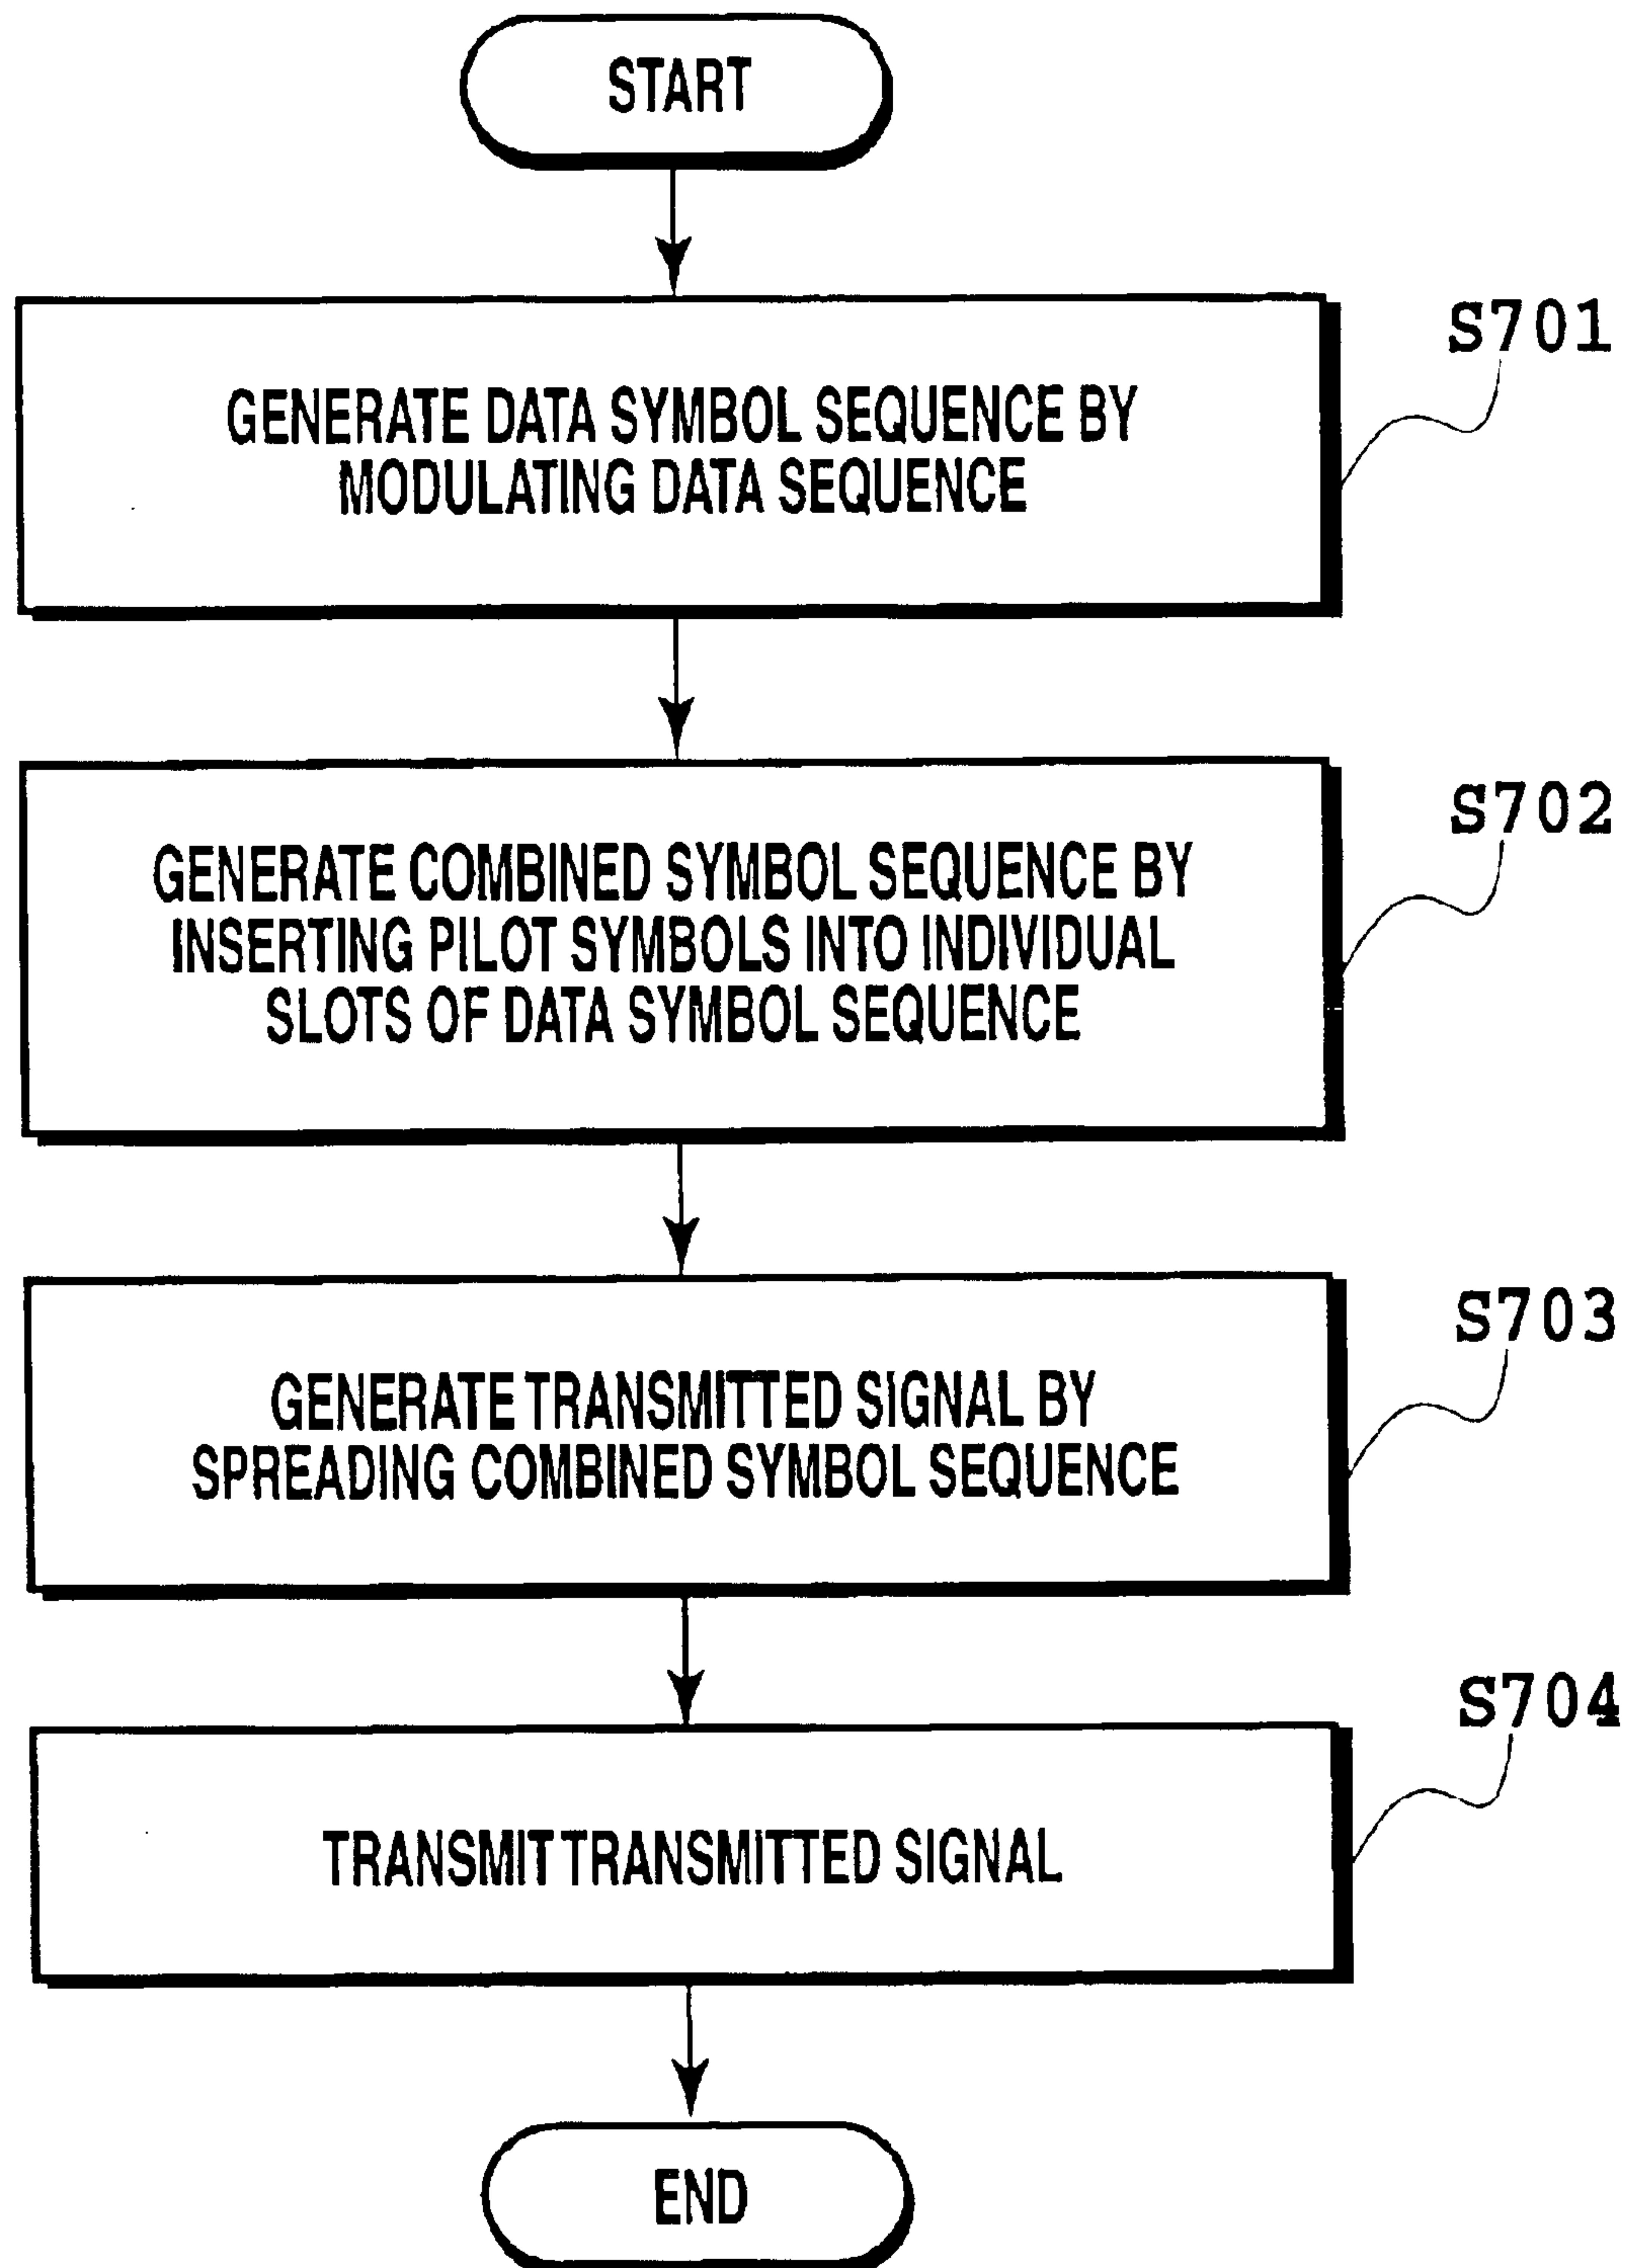 START
S701
GENERATE DATA SYMBOL SEQUENCE BY
MODULATING DATA SEQUENCE
S702
GENERATE COMBINED SYMBOL SEQUENCE BY
INSERTING PILOT SYMBOLS INTO INDIVIDUAL
SLOTS OF DATA SYMBOL SEQUENCE
S703
GENERATE TRANSMITTED SIGNAL BY
SPREADING COMBINED SYMBOL SEQUENCE
S704
TRANSMIT TRANSMITTED SIGNAL
END